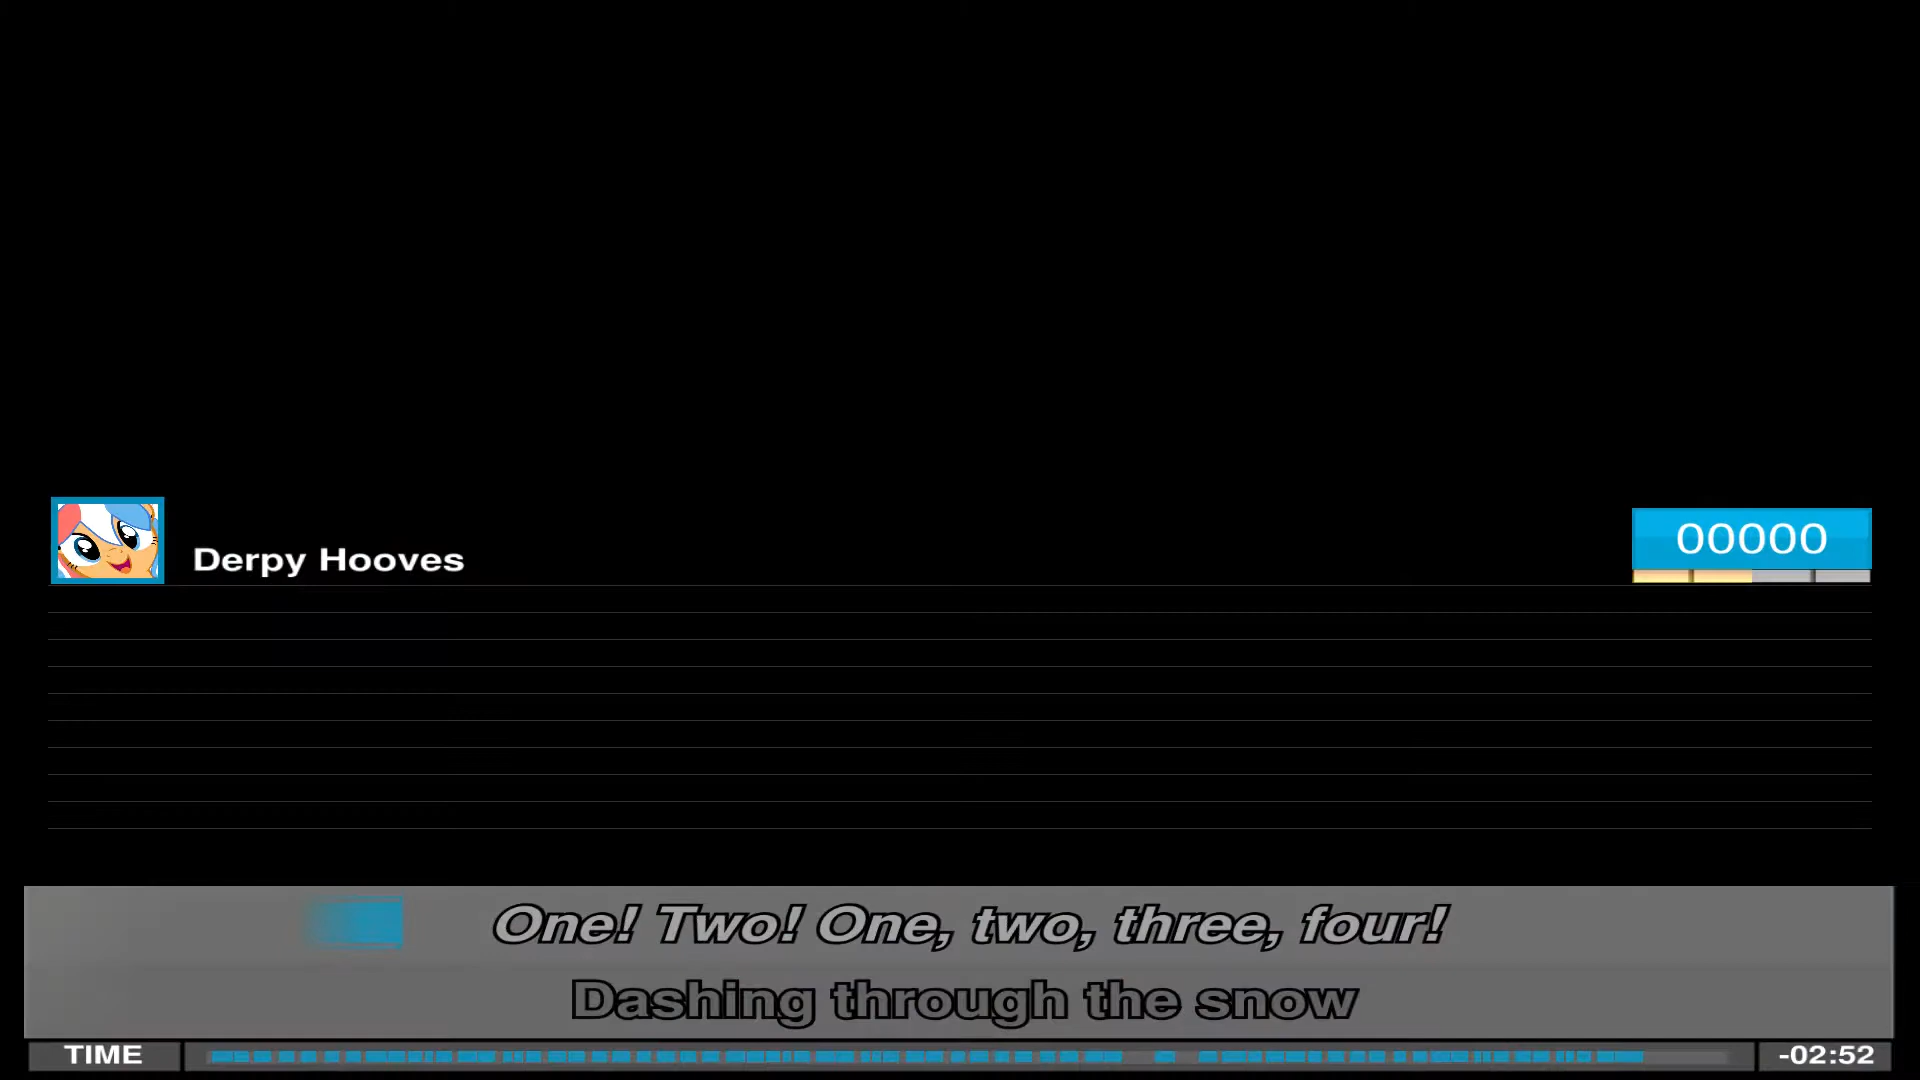 Derpy Hooves
00000
One! Two! One, two, three, four!
Dashing through the snow
TIME
-02:52